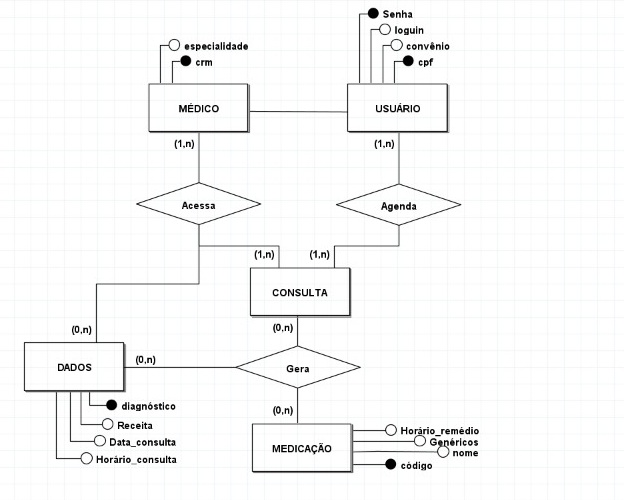 Senha
loguin
especialidade
convênio
crm
cpf
MÉDICO
USUÁRIO
(1,n)
(1,n)
Acessa
Agenda
(1,n)
(1,n)
CONSULTA
(0,n)
(0,n)
(0,n)
DADOS
Gera
diagnóstico
(0,n)
Receita
Horário_remédio
Data_consulta
Genéricos
MEDICAÇÃO
nome
Horário_consulta
código